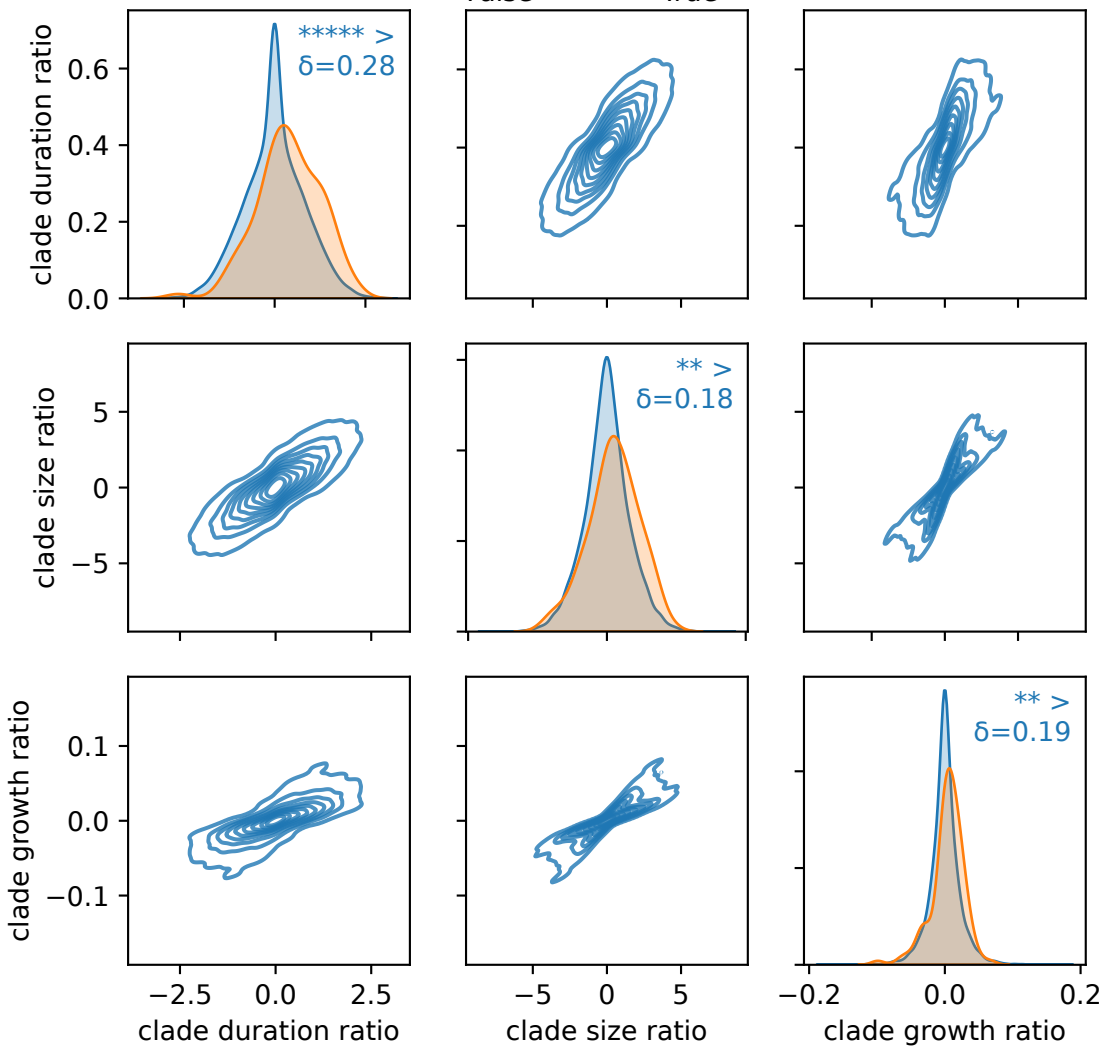 clade duration ratio
0.6
0.4
0.2
0.0
***** >
δ=0.28
clade size ratio
5
0
−5
** >
δ=0.18
clade growth ratio
0.1
0.0
−0.1
** >
δ=0.19
−2.5 0.0 2.5
−5 0 5
−0.2 0.0 0.2
clade duration ratio
clade size ratio
clade growth ratio